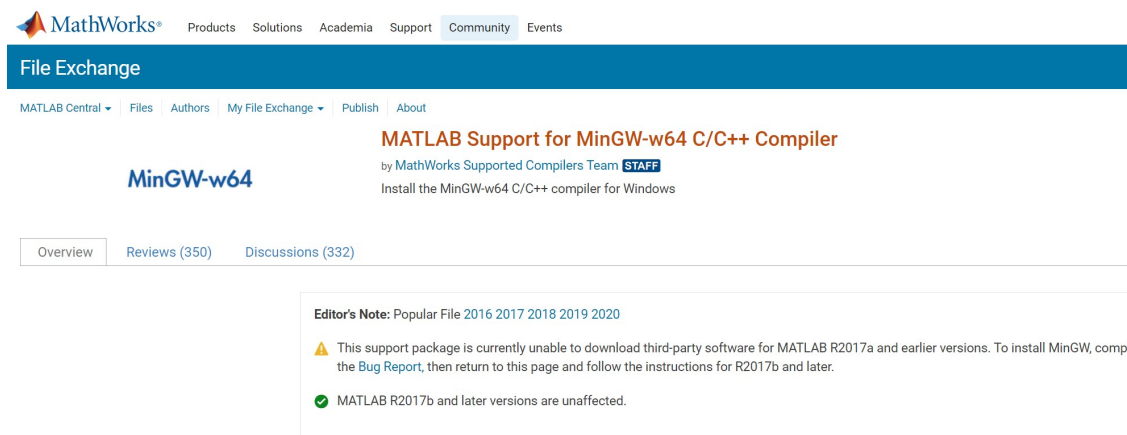 MathWorks®
Products Solutions Academia Support Community Events
File Exchange
MATLAB Central Files Authors My File Exchange Publish About
MATLAB Support for MinGW-w64 C/C++ Compiler
by MathWorks Supported Compilers Team STAFF
MinGW-w64
Install the MinGW-w64 C/C++ compiler for Windows
Overview Reviews (350) Discussions (332)
Editor's Note: Popular File 2016 2017 2018 2019 2020
This support package is currently unable to download third-party software for MATLAB R2017a and earlier versions. To install MinGW, comp
the Bug Report, then return to this page and follow the instructions for R2017b and later.
MATLAB R2017b and later versions are unaffected.